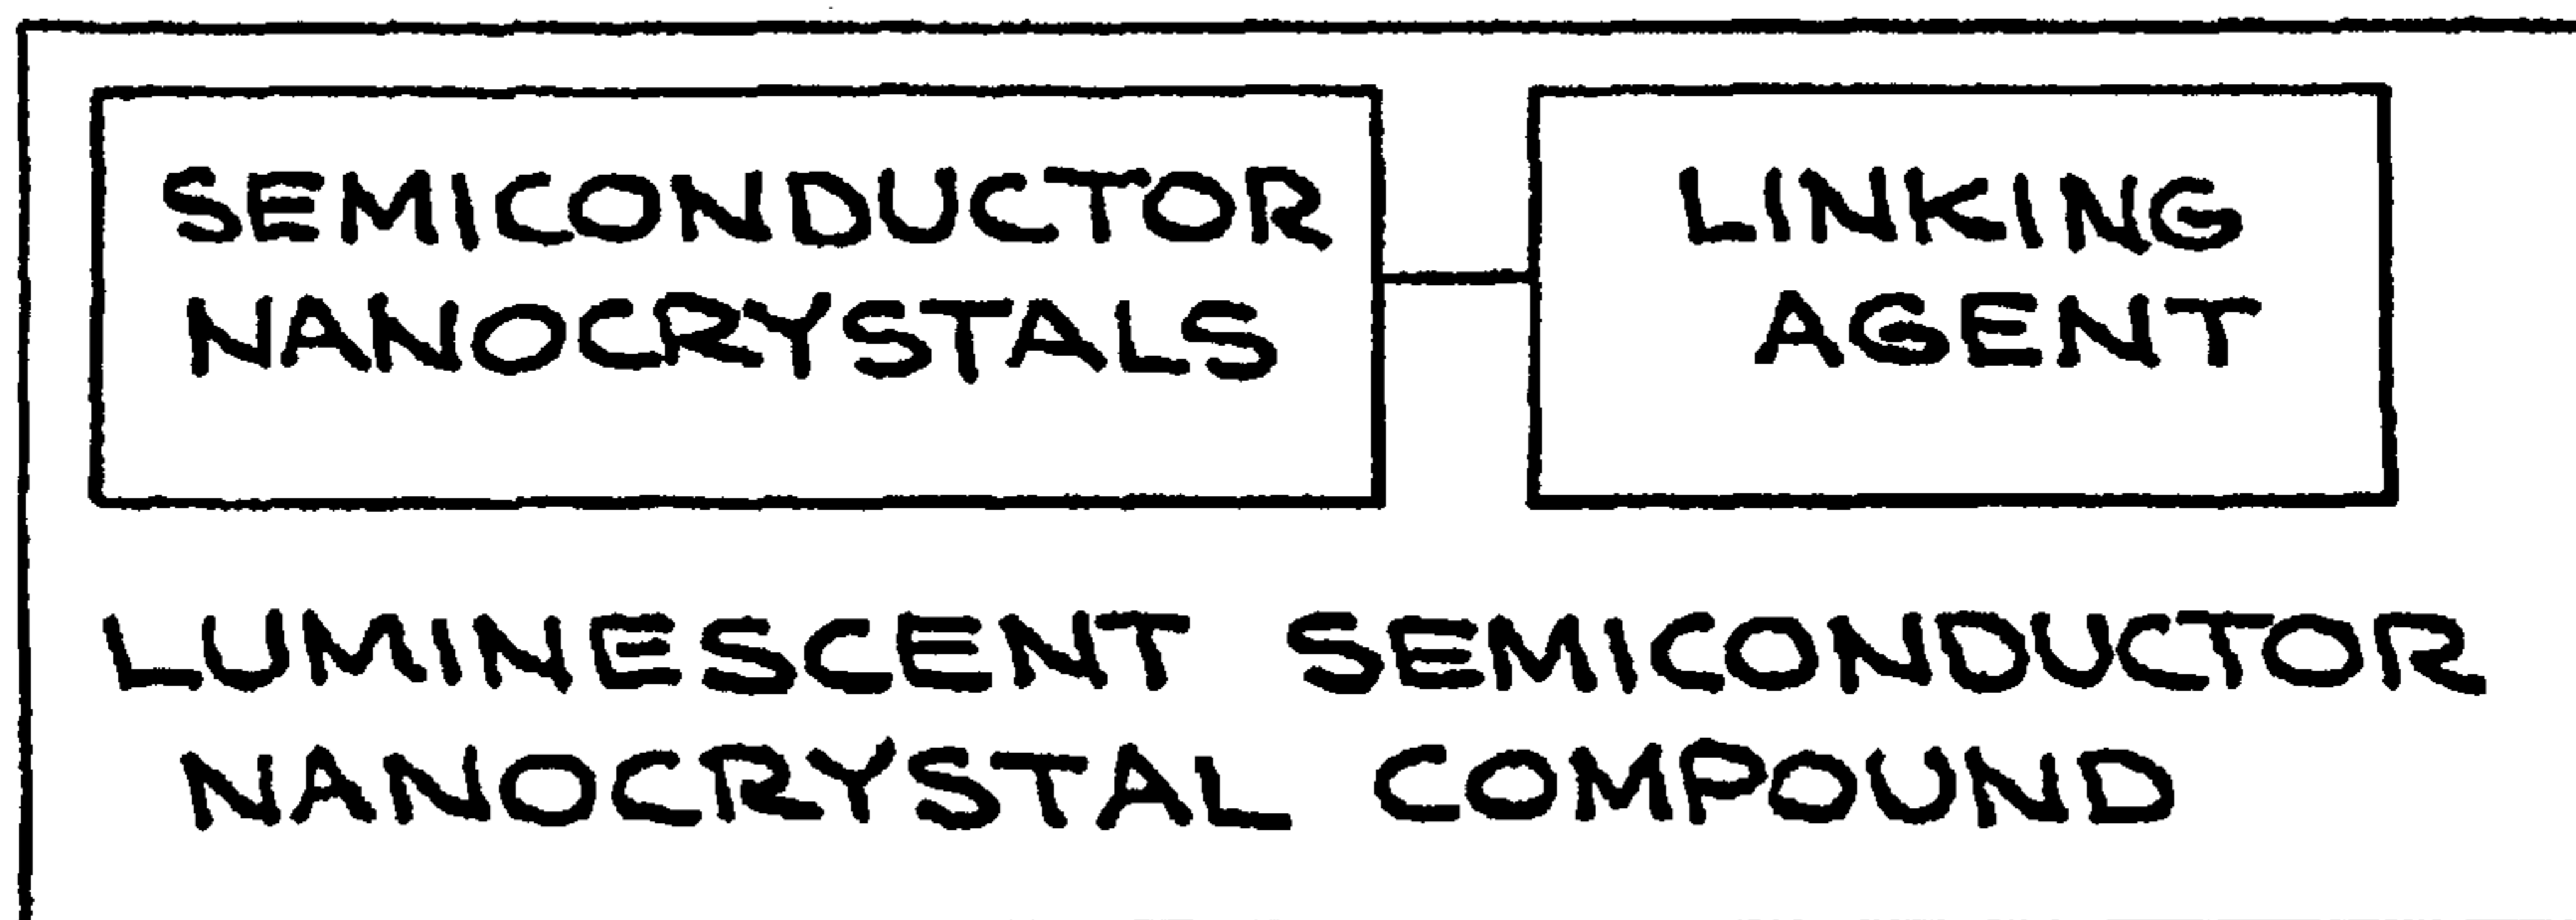 SEMICONDUCTOR
NANOCRYSTALS
LINKING
AGENT
LUMINESCENT SEMICONDUCTOR
NANOCRYSTAL COMPOUND